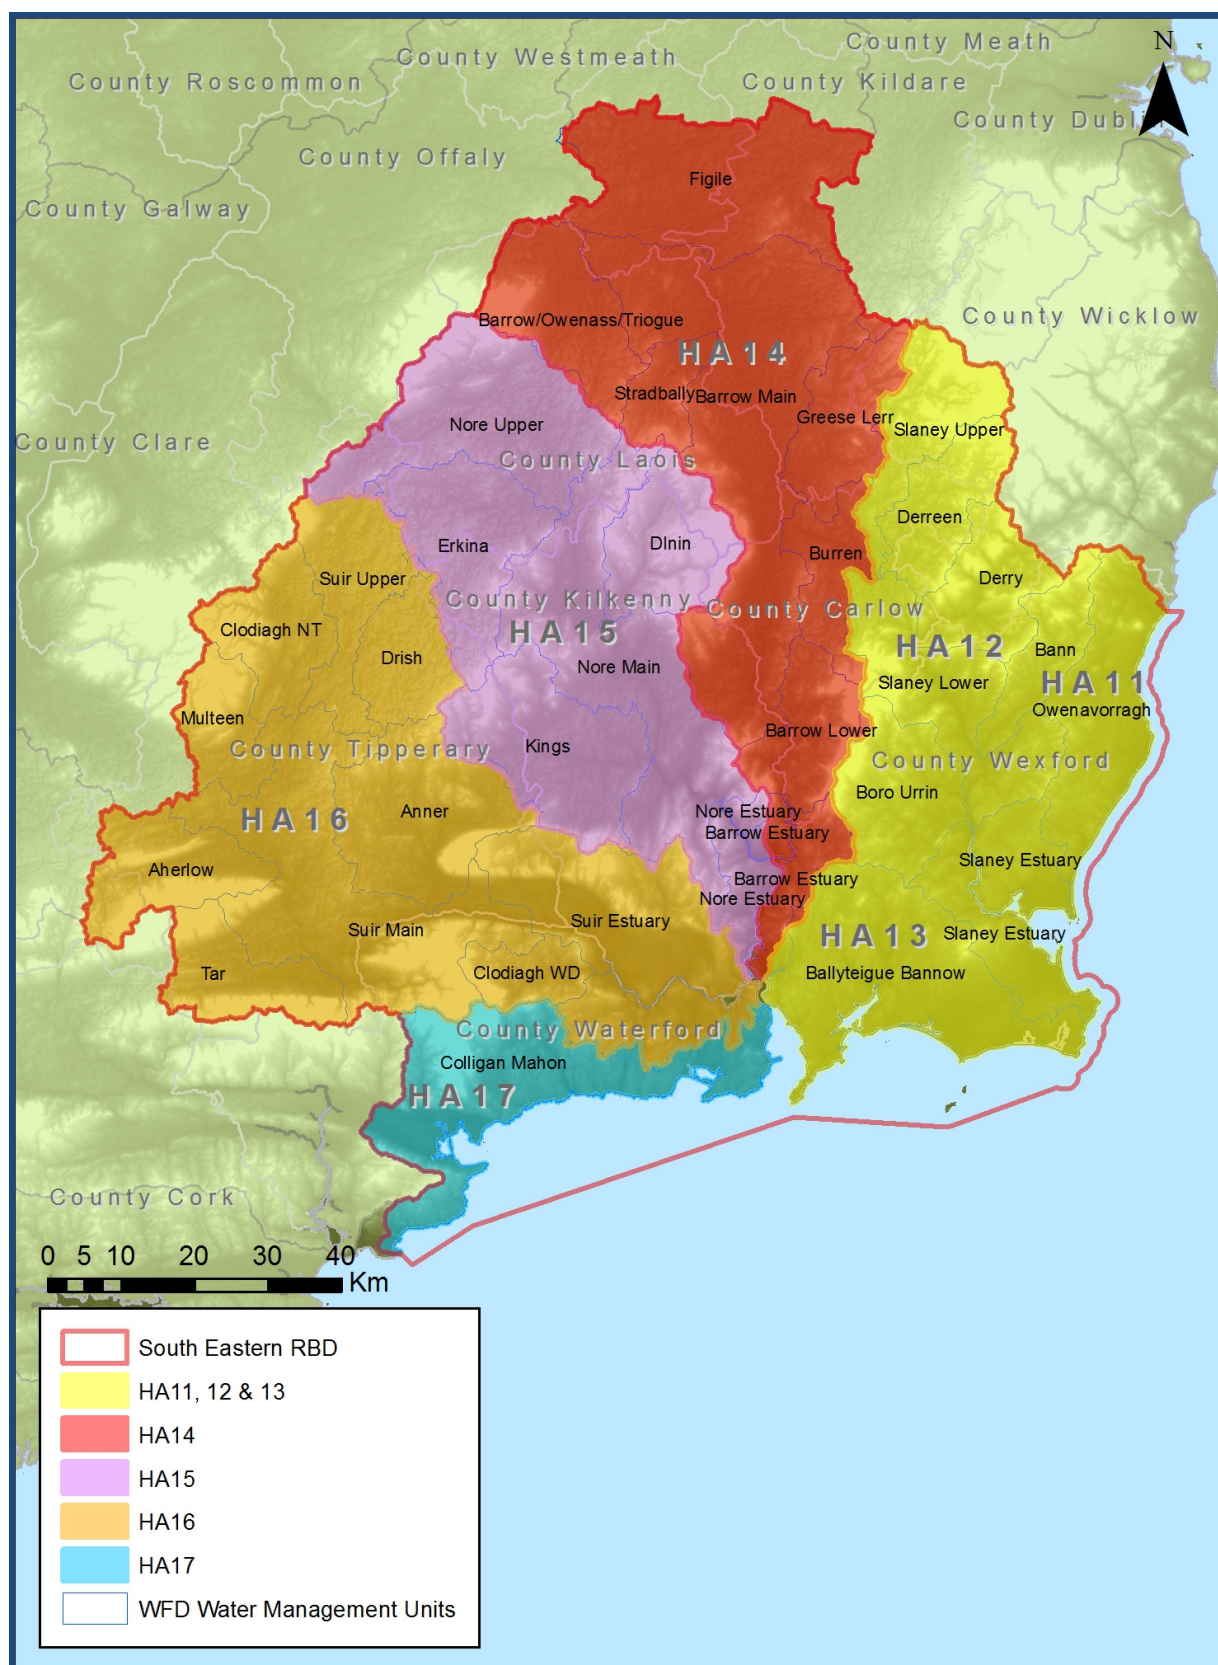 County Meath
N
County Westmeath
County Roscommon
County Kildare
County Dublin
County Offaly
Figile
County Galway
County Wicklow
Barrow/Owenass/Triogue
HA14
Stradbally
Barrow Main
Greese Lerr
Nore Upper
Slaney Upper
County Clare
County Laois
Derreen
Erkina
Dlnin
Burren
Suir Upper
Derry
County Kilkenny
County Carlow
Clodiagh NT
HA15
HA12
Bann
Drish
Nore Main
Slaney Lower
HA11
Owenavorragh
Multeen
Barrow Lower
County Tipperary
Kings
County Wexford
Boro Urrin
HA16
Anner
Nore Estuary
Barrow Estuary
Aherlow
Slaney Estuary
Barrow Estuary
Nore Estuary
Suir Main
Suir Estuary
HA13
Slaney Estuary
Tar
Clodiagh WD
Ballyteigue Bannow
County Waterford
Colligan Mahon
HA17
County Cork
0 5 10 20 30 40
Km
South Eastern RBD
HA11, 12 & 13
HA14
HA15
HA16
HA17
WFD Water Management Units